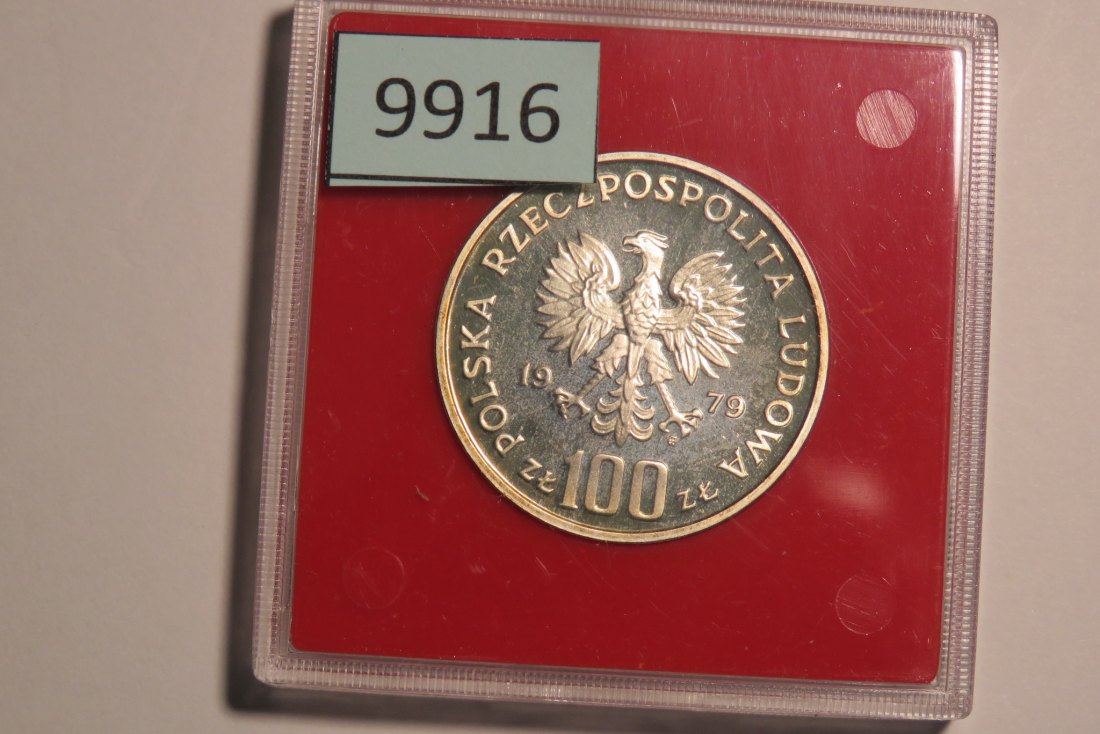 9916
POLSKA RZECZPOSPOLITA LUDOWA
19 79
zł 100 zł